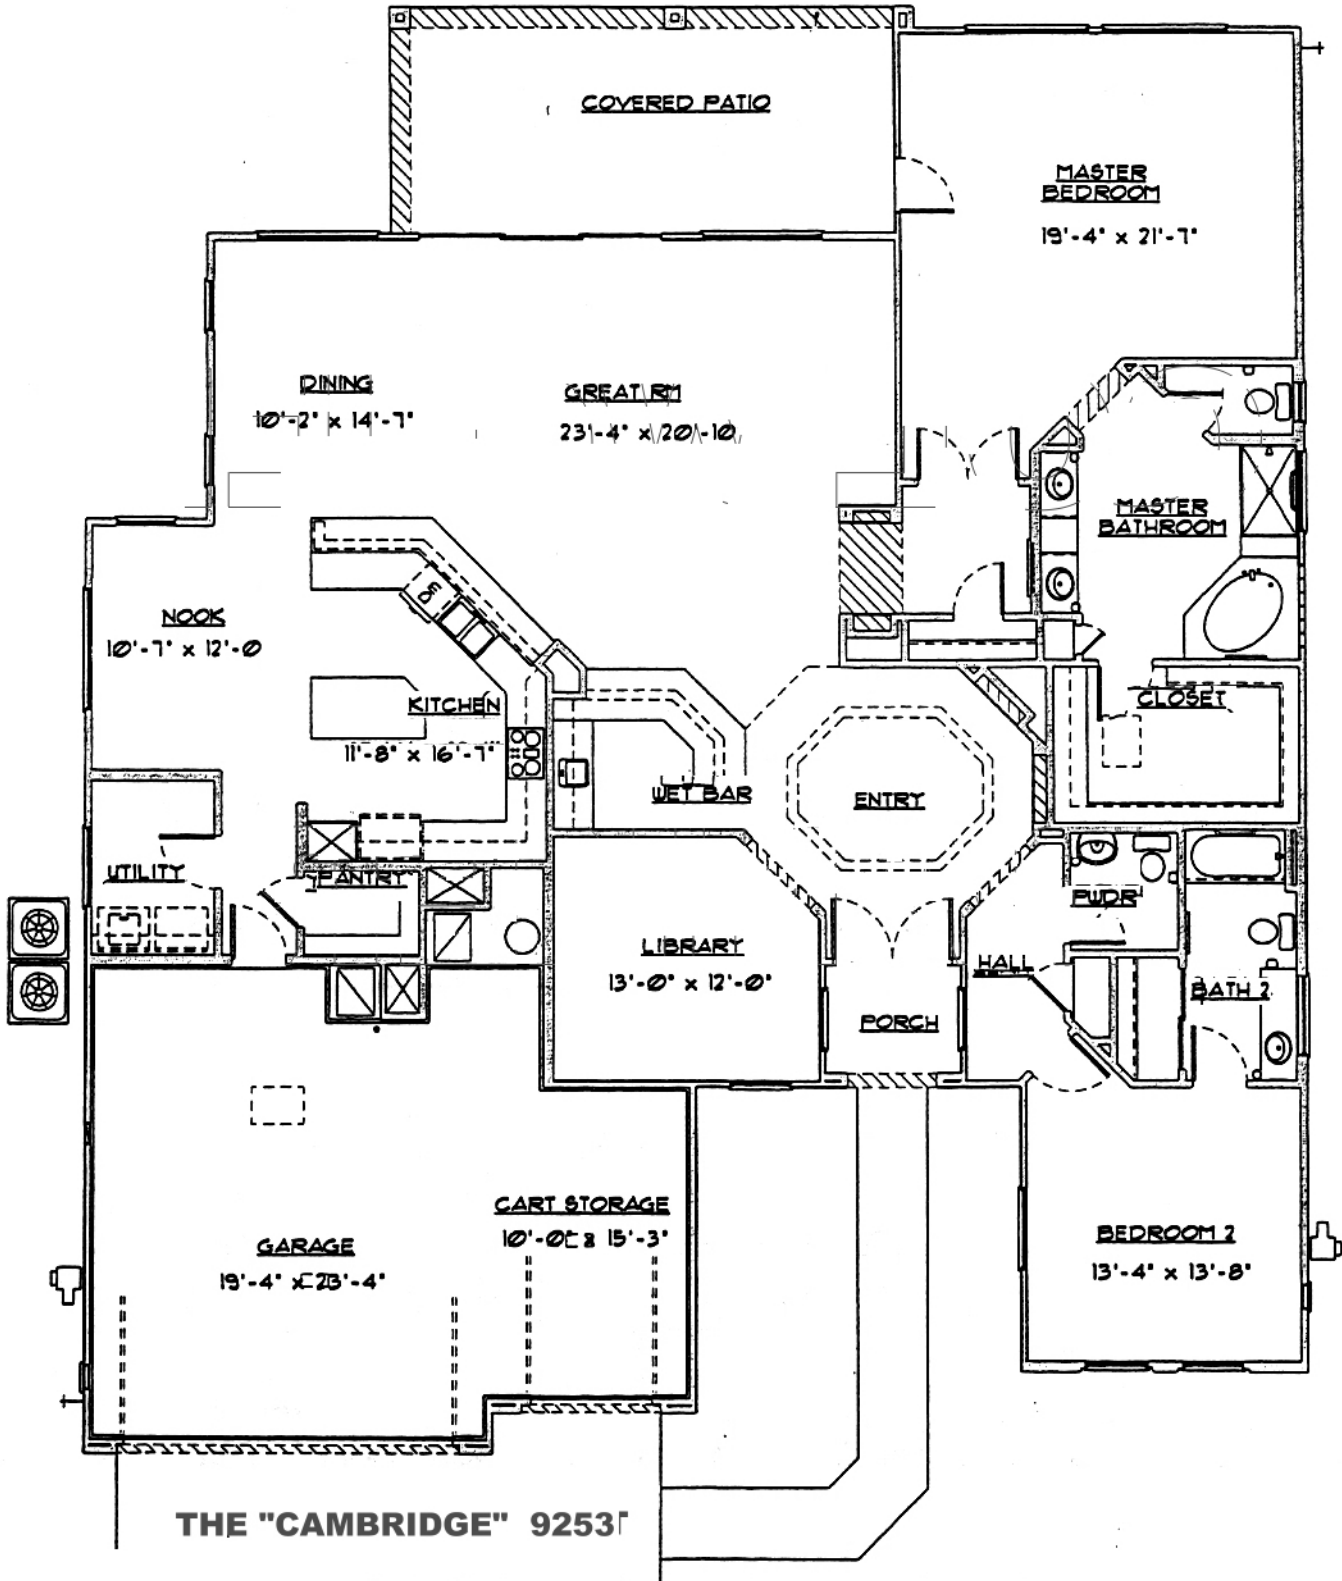 COVERED PATIO
MASTER
BEDROOM
19'-4" x 21'-7"
DINING
10'-2" x 14'-7"
GREAT RM
23'-4" x 20'-10"
MASTER
BATHROOM
NOOK
10'-7" x 12'-0
KITCHEN
11'-8" x 16'-7"
CLOSET
WET BAR
ENTRY
UTILITY
PANTRY
PWDR
LIBRARY
13'-0" x 12'-0"
HALL
BATH 2
PORCH
CART STORAGE
10'-0" x 15'-3"
GARAGE
19'-4" x 23'-4"
BEDROOM 2
13'-4" x 13'-8"
THE "CAMBRIDGE" 9253